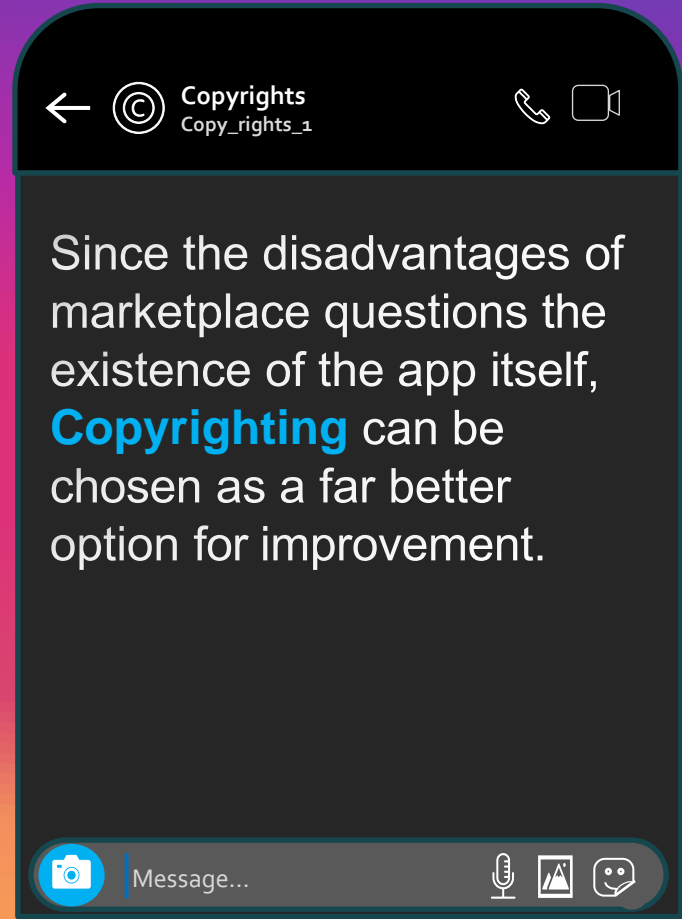 Copyrights
Copy_rights_1
Since the disadvantages of
marketplace questions the
existence of the app itself,
Copyrighting can be
chosen as a far better
option for improvement.
Message...